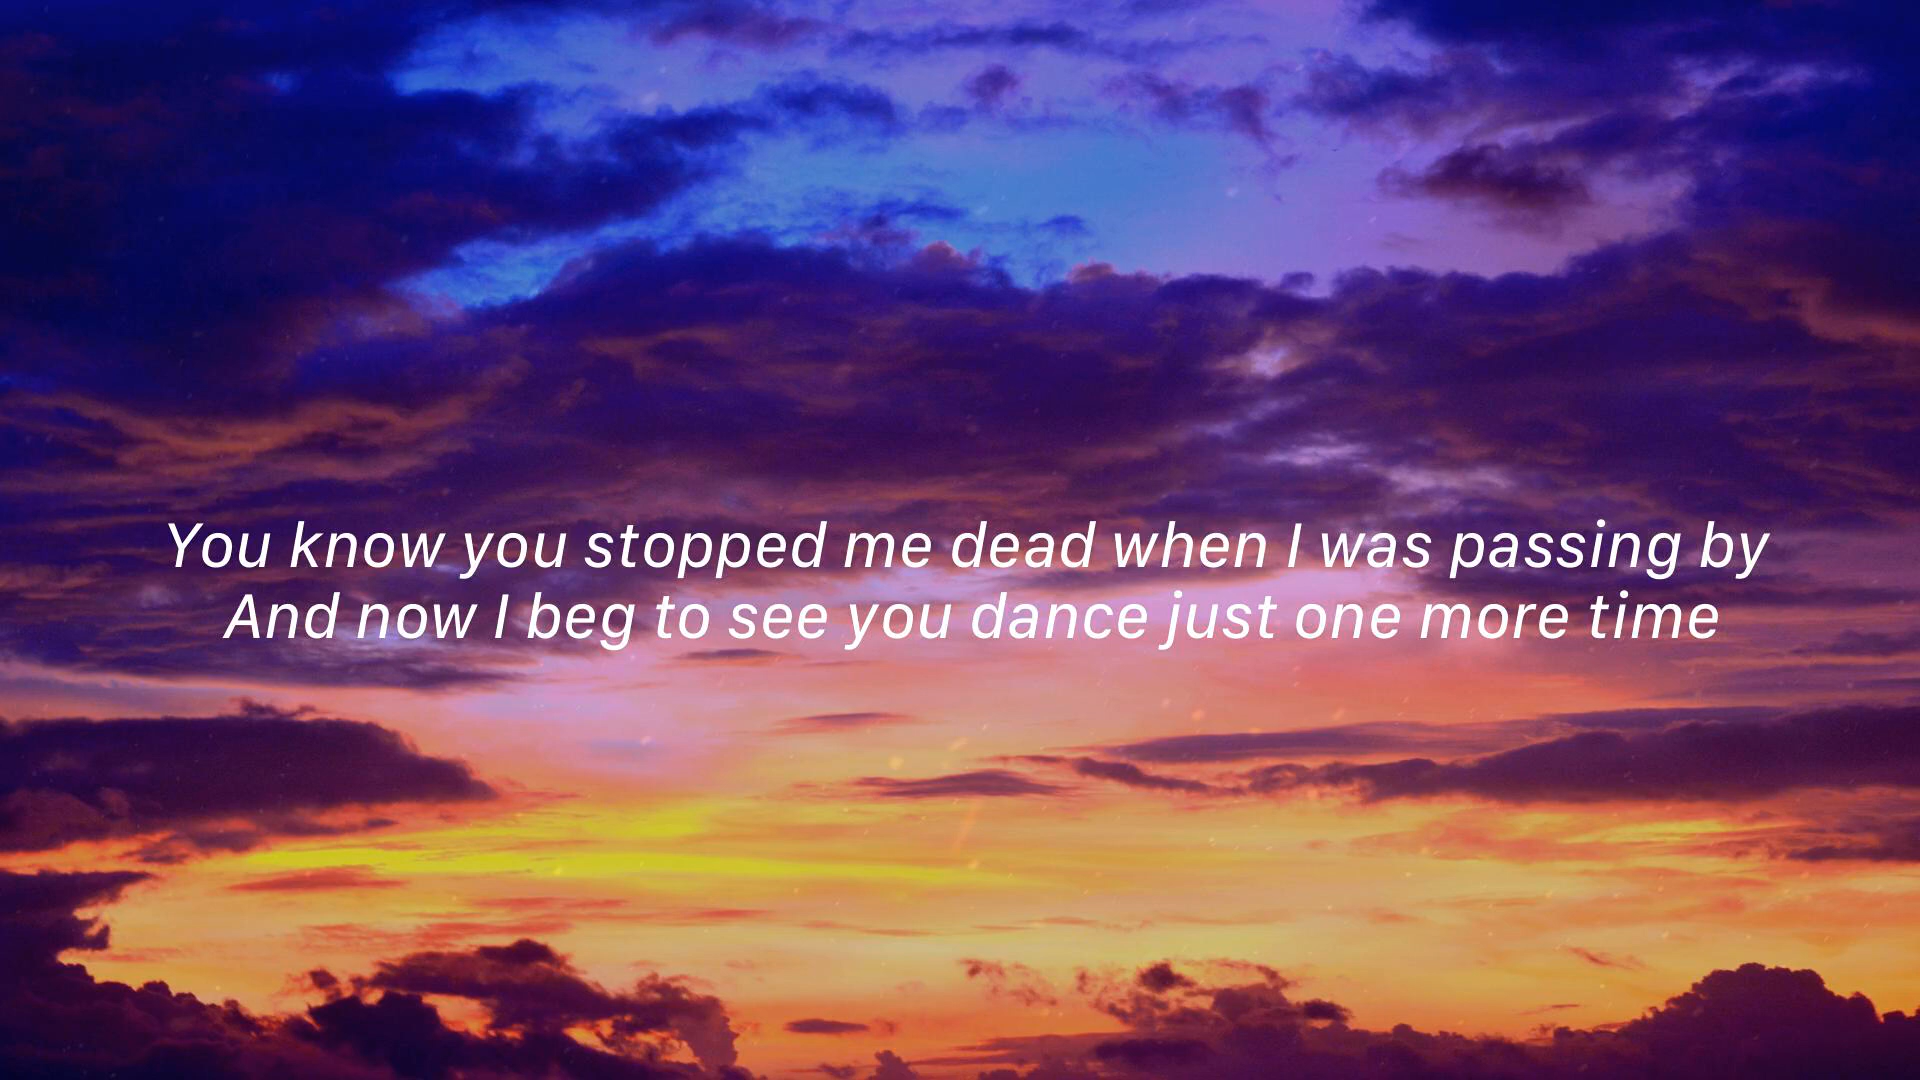 You know you stopped me dead when I was passing by
And now I beg to see you dance just one more time